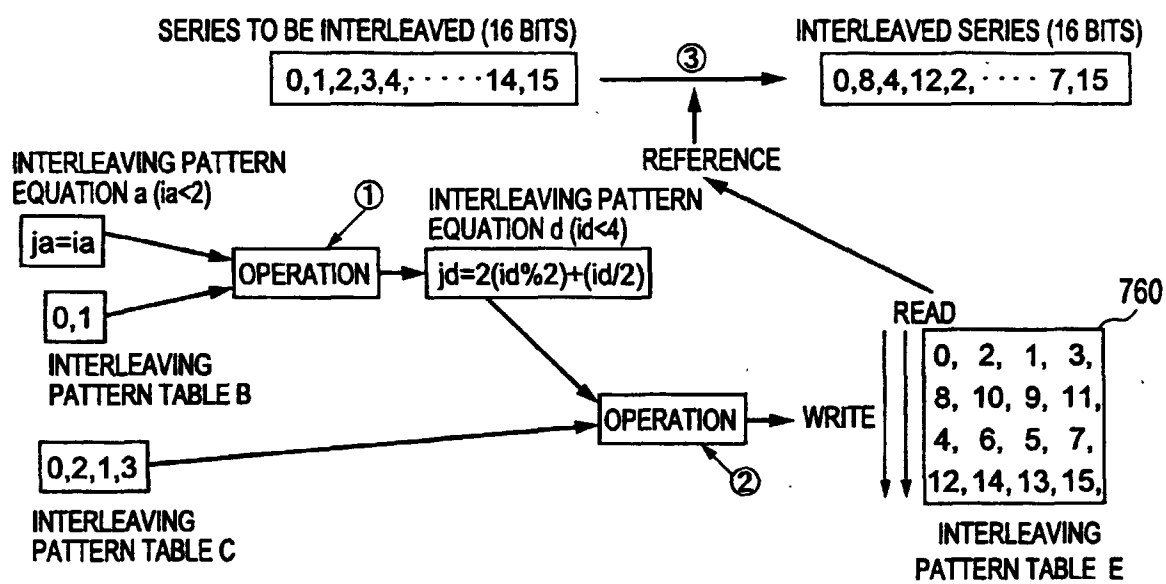 SERIES TO BE INTERLEAVED (16 BITS)
0,1,2,3,4,·····14,15
③
INTERLEAVED SERIES (16 BITS)
0,8,4,12,2,···· 7,15
REFERENCE
INTERLEAVING PATTERN
EQUATION a (ia<2)
ja=ia
①
OPERATION
0,1
INTERLEAVING
PATTERN TABLE B
INTERLEAVING PATTERN
EQUATION d (id<4)
jd=2(id%2)+(id/2)
0,2,1,3
INTERLEAVING
PATTERN TABLE C
OPERATION
②
WRITE
READ
760
0, 2, 1, 3,
8, 10, 9, 11,
4, 6, 5, 7,
12, 14, 13, 15,
INTERLEAVING
PATTERN TABLE E